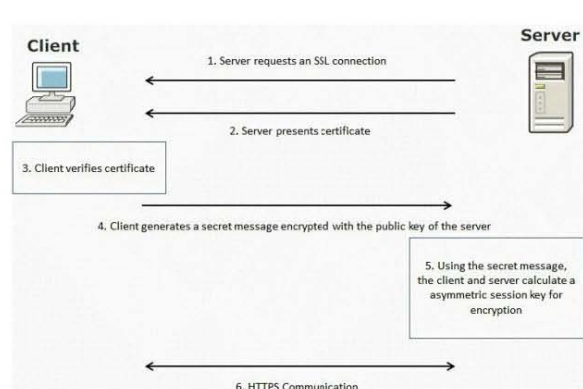 Client
Server
1. Server requests an SSL connection
2. Server presents certificate
3. Client verifies certificate
4. Client generates a secret message encrypted with the public key of the server
5. Using the secret message,
the client and server calculate a
asymmetric session key for
encryption
6. HTTPS Communication